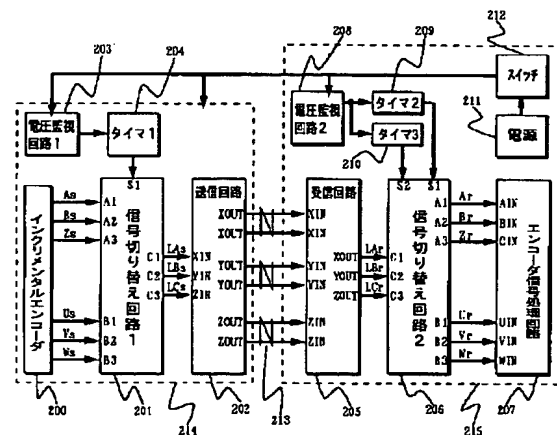 203
204
208
209
212
スイッチ
電圧監視
回路1
タイマ1
電圧監視
回路2
タイマ2
タイマ3
210
211
電源
インクリメンタルエンコーダ
As
Bs
Zs
Us
Vs
Ws
S1
A1
A2
A3
B1
B2
B3
信号切り替え回路1
C1
C2
C3
LAs
LBs
LCs
送信回路
XIN
YIN
ZIN
XOUT
XOUT
YOUT
YOUT
ZOUT
ZOUT
受信回路
XIN
XIN
YIN
YIN
ZIN
ZIN
XOUT
YOUT
ZOUT
LAr
LBr
LCr
S2
S1
C1
C2
C3
信号切り替え回路2
A1
A2
A3
B1
B2
B3
Ar
Br
Zr
Ur
Vr
Wr
AIN
BIN
CIN
UIN
VIN
WIN
エンコーダ信号処理回路
200
201
214
202
213
205
206
215
207